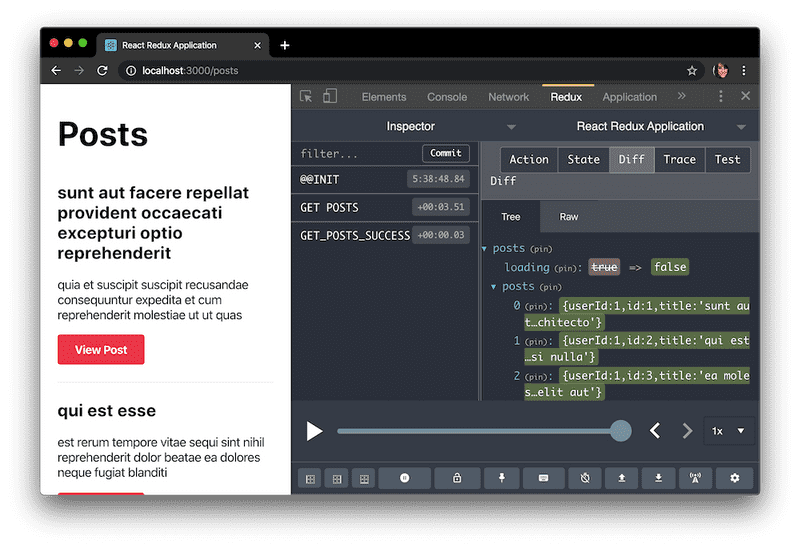 React Redux Application
localhost:3000/posts
Posts
sunt aut facere repellat
provident occaecati
excepturi optio
reprehenderit
quia et suscipit suscipit recusandae
consequuntur expedita et cum
reprehenderit molestiae ut ut quas
View Post
qui est esse
est rerum tempore vitae sequi sint nihil
reprehenderit dolor beatae ea dolores
neque fugiat blanditi
Elements Console Network Redux Application
Inspector React Redux Application
filter... Commit
@@INIT 5:38:48.84
GET POSTS +00:03.51
GET_POSTS_SUCCESS +00:00.03
Action State Diff Trace Test
Diff
Tree Raw
posts (pin)
loading (pin): true => false
posts (pin)
0 (pin): {userId:1,id:1,title:'sunt au
t…chitecto'}
1 (pin): {userId:1,id:2,title:'qui est
…si nulla'}
2 (pin): {userId:1,id:3,title:'ea mole
s…elit aut'}
1x